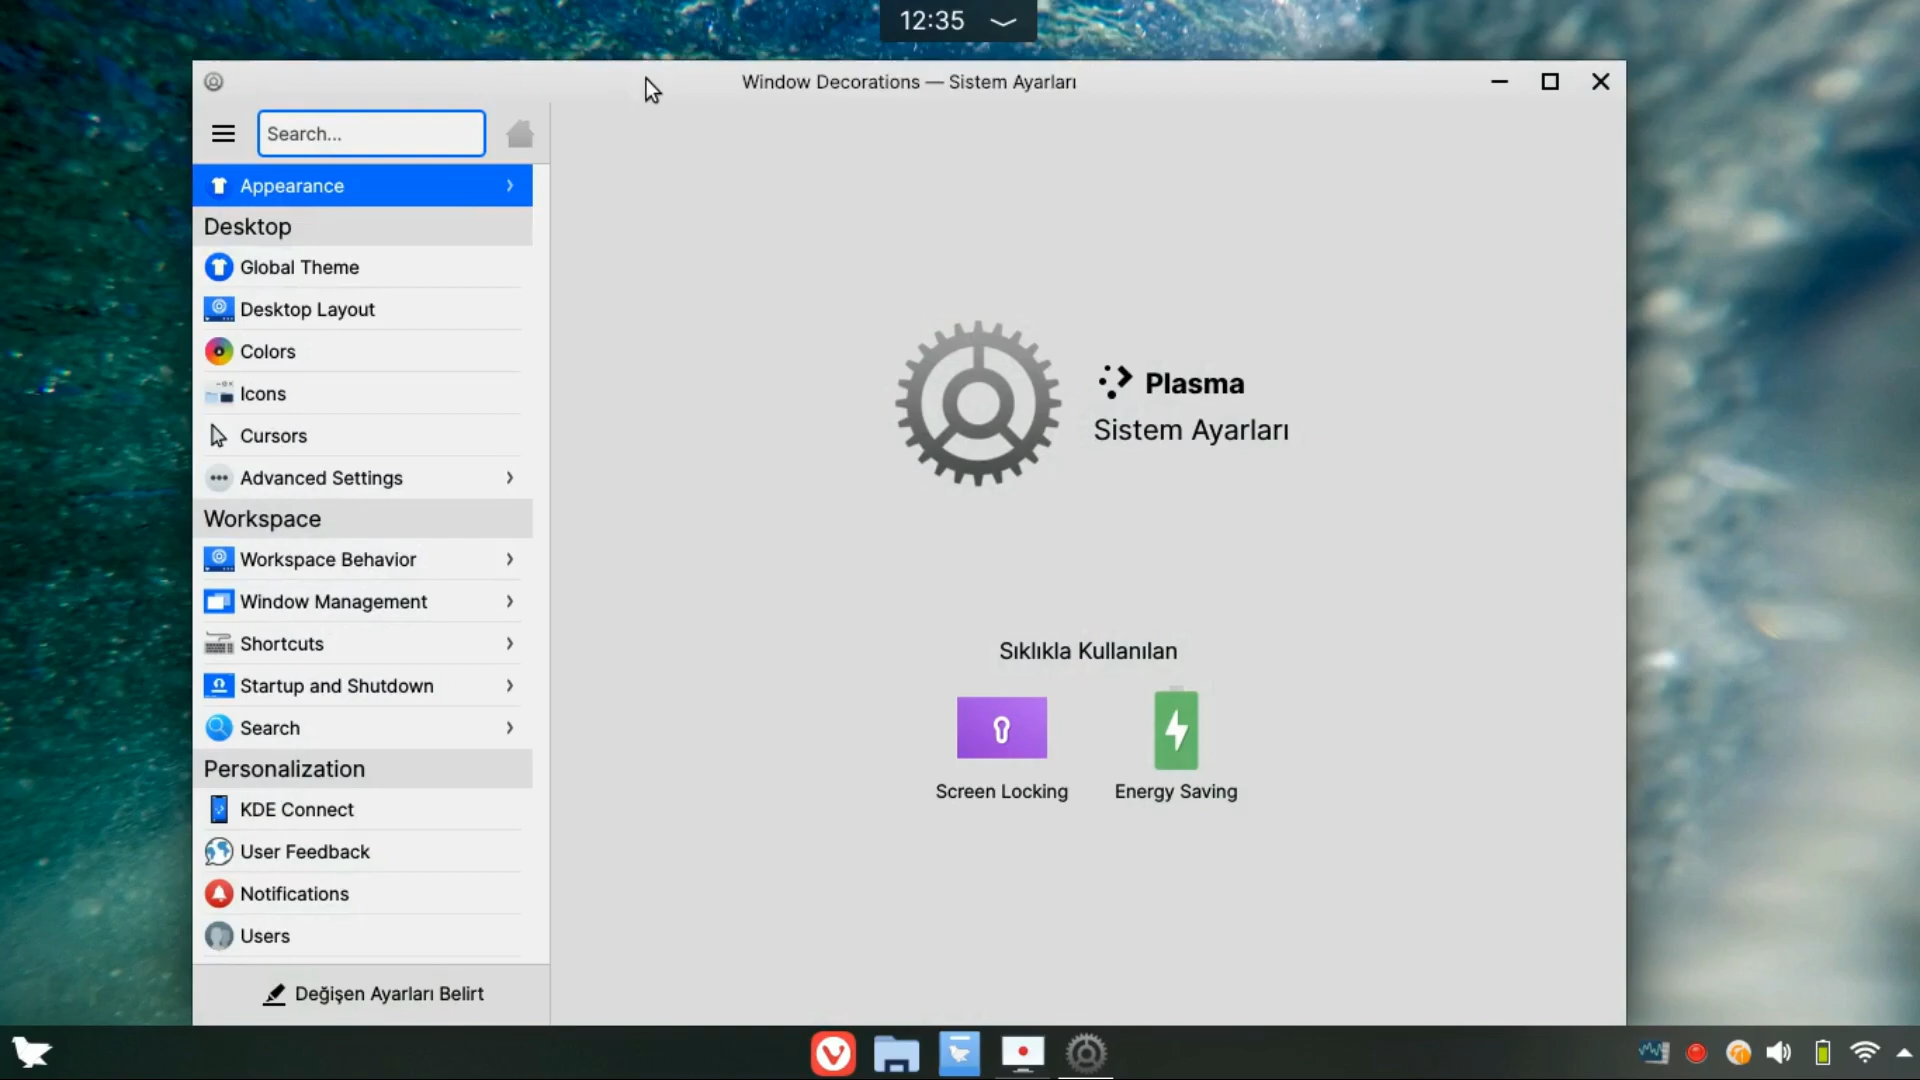 12:35
Window Decorations — Sistem Ayarları
Search...
Appearance
Desktop
Global Theme
Desktop Layout
Colors
Icons
Cursors
Advanced Settings
Workspace
Workspace Behavior
Window Management
Shortcuts
Startup and Shutdown
Search
Personalization
KDE Connect
User Feedback
Notifications
Users
Değişen Ayarları Belirt
Plasma
Sistem Ayarları
Sıklıkla Kullanılan
Screen Locking
Energy Saving